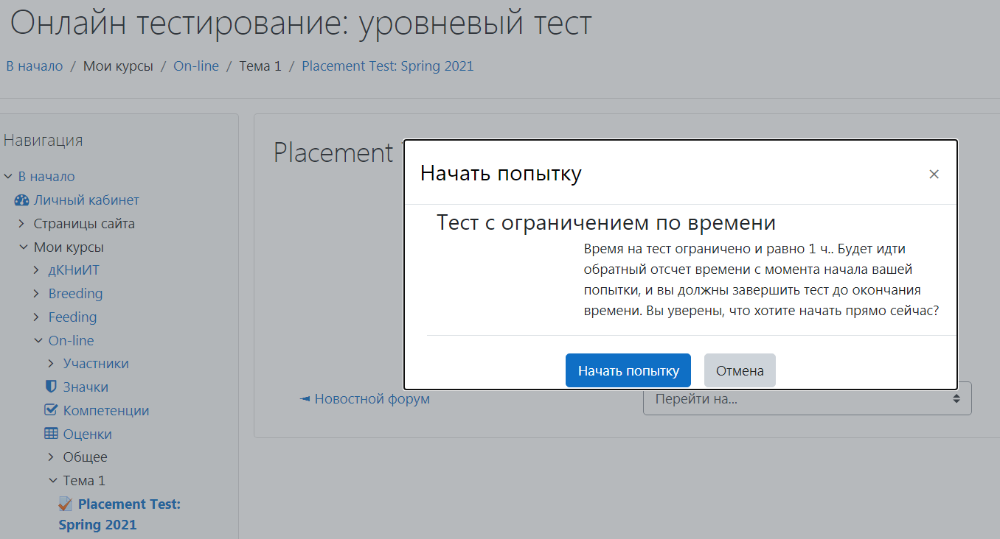 Онлайн тестирование: уровневый тест
В начало / Мои курсы / On-line / Тема 1 / Placement Test: Spring 2021
Навигация
В начало
Личный кабинет
Страницы сайта
Мои курсы
дКНиИТ
Breeding
Feeding
On-line
Участники
Значки
Компетенции
Оценки
Общее
Тема 1
Placement Test:
Spring 2021
Placement
Начать попытку ×
Тест с ограничением по времени
Время на тест ограничено и равно 1 ч.. Будет идти
обратный отсчет времени с момента начала вашей
попытки, и вы должны завершить тест до окончания
времени. Вы уверены, что хотите начать прямо сейчас?
Начать попытку Отмена
◄ Новостной форум Перейти на...